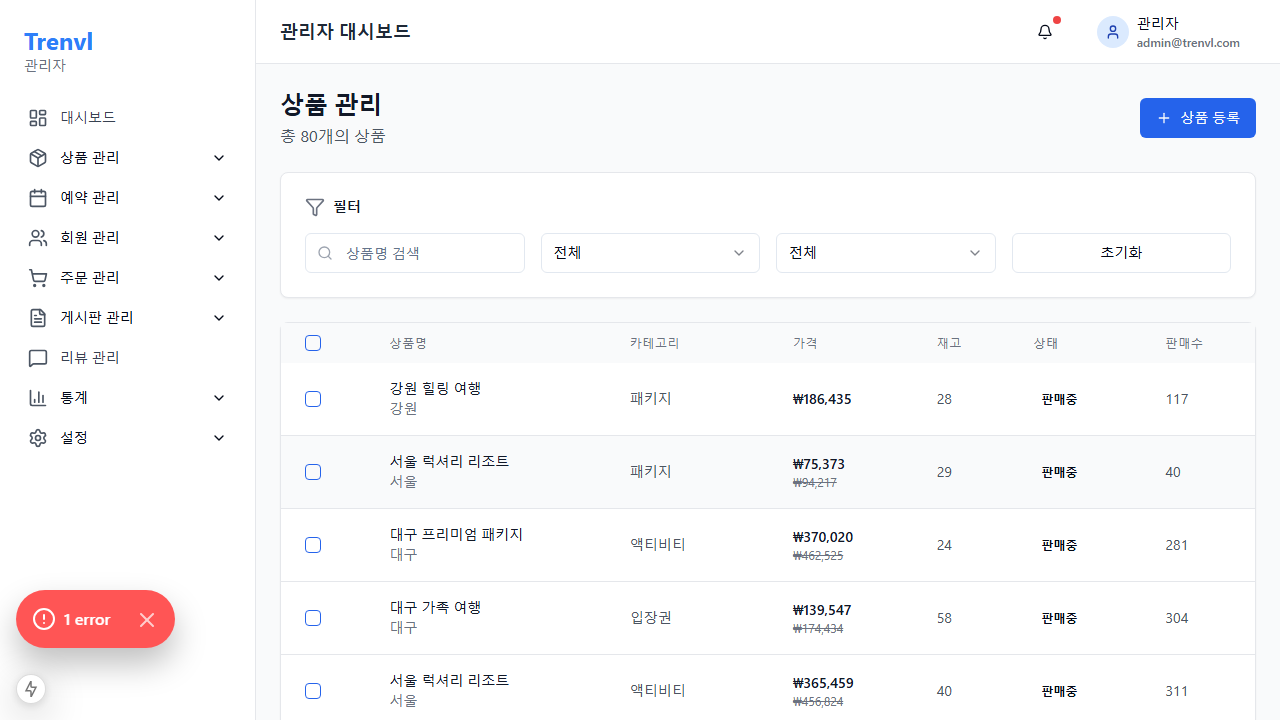 Trenvl
관리자
대시보드
상품 관리
예약 관리
회원 관리
주문 관리
게시판 관리
리뷰 관리
통계
설정
1 error
관리자 대시보드
관리자
admin@trenvl.com
상품 관리
총 80개의 상품
상품 등록
필터
상품명 검색
전체
전체
초기화
상품명 카테고리 가격 재고 상태 판매수
강원 힐링 여행
강원
패키지 ₩186,435 28 판매중 117
서울 럭셔리 리조트
서울
패키지 ₩75,373 29 판매중 40
₩94,217
대구 프리미엄 패키지
대구
액티비티 ₩370,020 24 판매중 281
₩462,525
대구 가족 여행
대구
입장권 ₩139,547 58 판매중 304
₩174,434
서울 럭셔리 리조트
서울
액티비티 ₩365,459 40 판매중 311
₩456,824